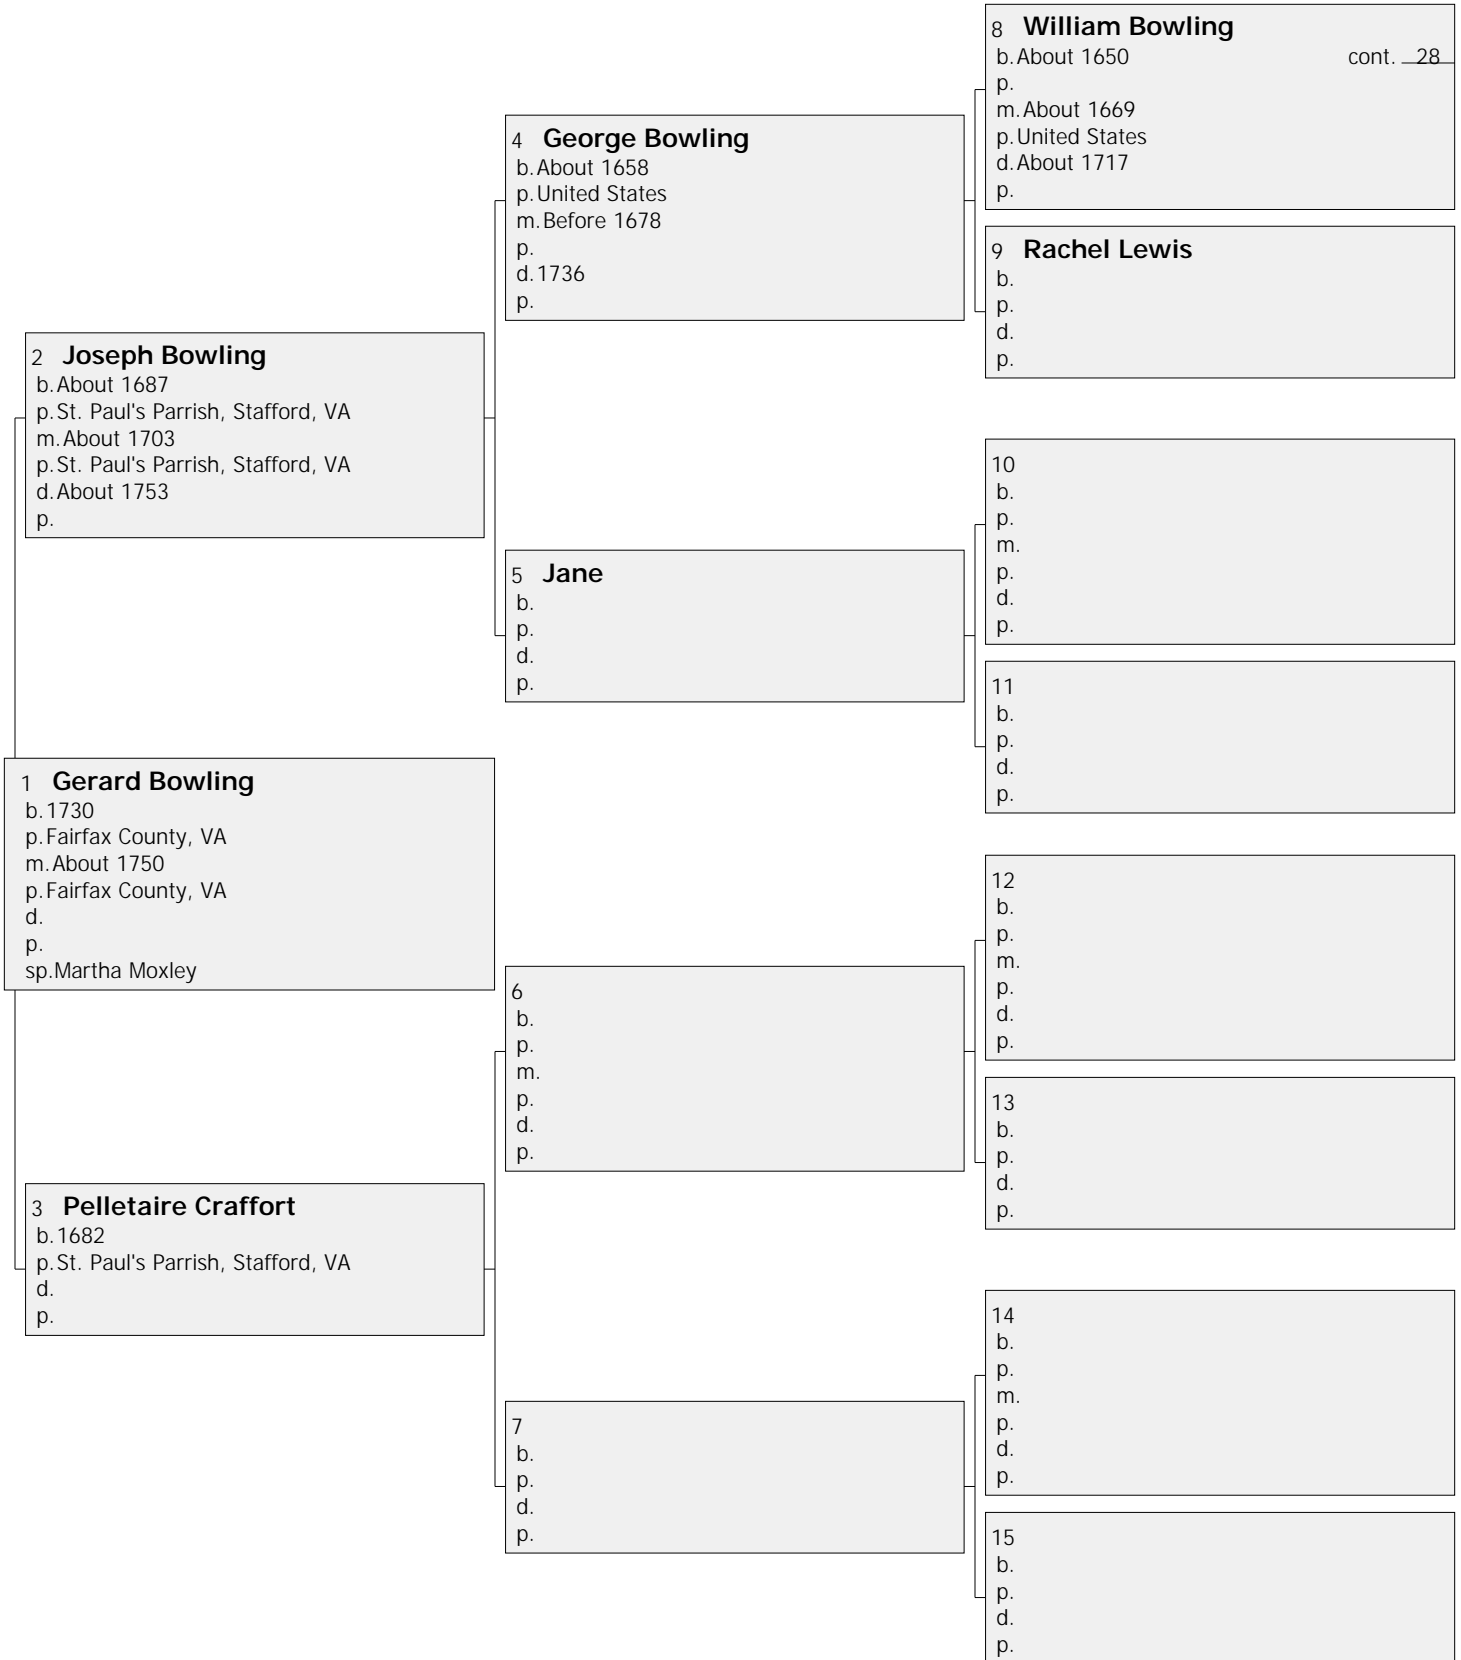 8 William Bowling
b. About 1650 cont. 28
p.
m. About 1669
p. United States
d. About 1717
p.
4 George Bowling
b. About 1658
p. United States
m. Before 1678
p.
d. 1736
p.
9 Rachel Lewis
b.
p.
d.
p.
2 Joseph Bowling
b. About 1687
p. St. Paul's Parrish, Stafford, VA
m. About 1703
p. St. Paul's Parrish, Stafford, VA
d. About 1753
p.
10
b.
p.
m.
p.
d.
p.
5 Jane
b.
p.
d.
p.
11
b.
p.
d.
p.
1 Gerard Bowling
b. 1730
p. Fairfax County, VA
m. About 1750
p. Fairfax County, VA
d.
p.
sp. Martha Moxley
12
b.
p.
m.
p.
d.
p.
6
b.
p.
m.
p.
d.
p.
13
b.
p.
d.
p.
3 Pelletaire Craffort
b. 1682
p. St. Paul's Parrish, Stafford, VA
d.
p.
14
b.
p.
m.
p.
d.
p.
7
b.
p.
d.
p.
15
b.
p.
d.
p.